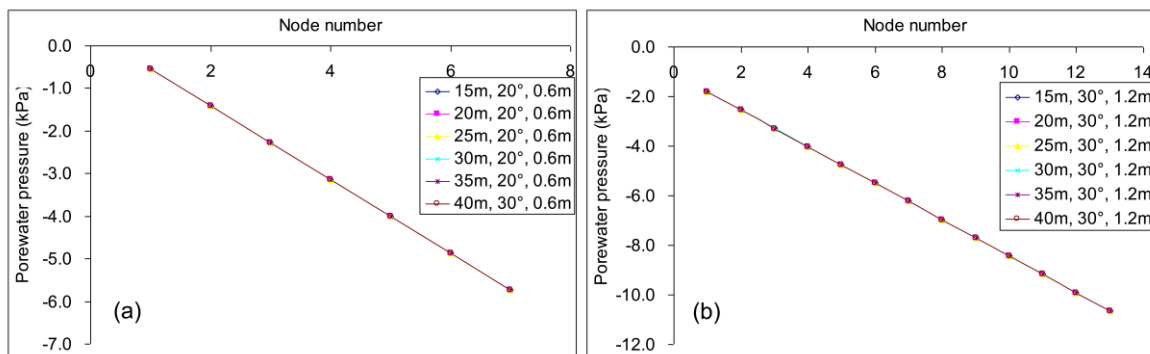 Node number
0.0
-1.0
-2.0
-3.0
-4.0
-5.0
-6.0
-7.0
0 2 4 6 8
Porewater pressure (kPa)
15m, 20°, 0.6m
20m, 20°, 0.6m
25m, 20°, 0.6m
30m, 20°, 0.6m
35m, 20°, 0.6m
40m, 30°, 0.6m
(a)
Node number
0.0
-2.0
-4.0
-6.0
-8.0
-10.0
-12.0
0 2 4 6 8 10 12 14
Porewater pressure (kPa)
15m, 30°, 1.2m
20m, 30°, 1.2m
25m, 30°, 1.2m
30m, 30°, 1.2m
35m, 30°, 1.2m
40m, 30°, 1.2m
(b)